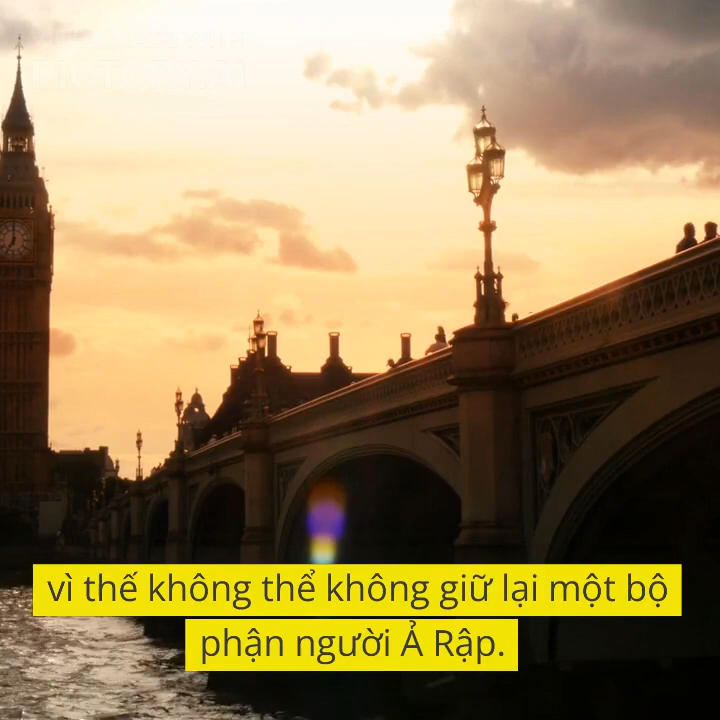 vì thế không thể không giữ lại một bộ
phận người Ả Rập.